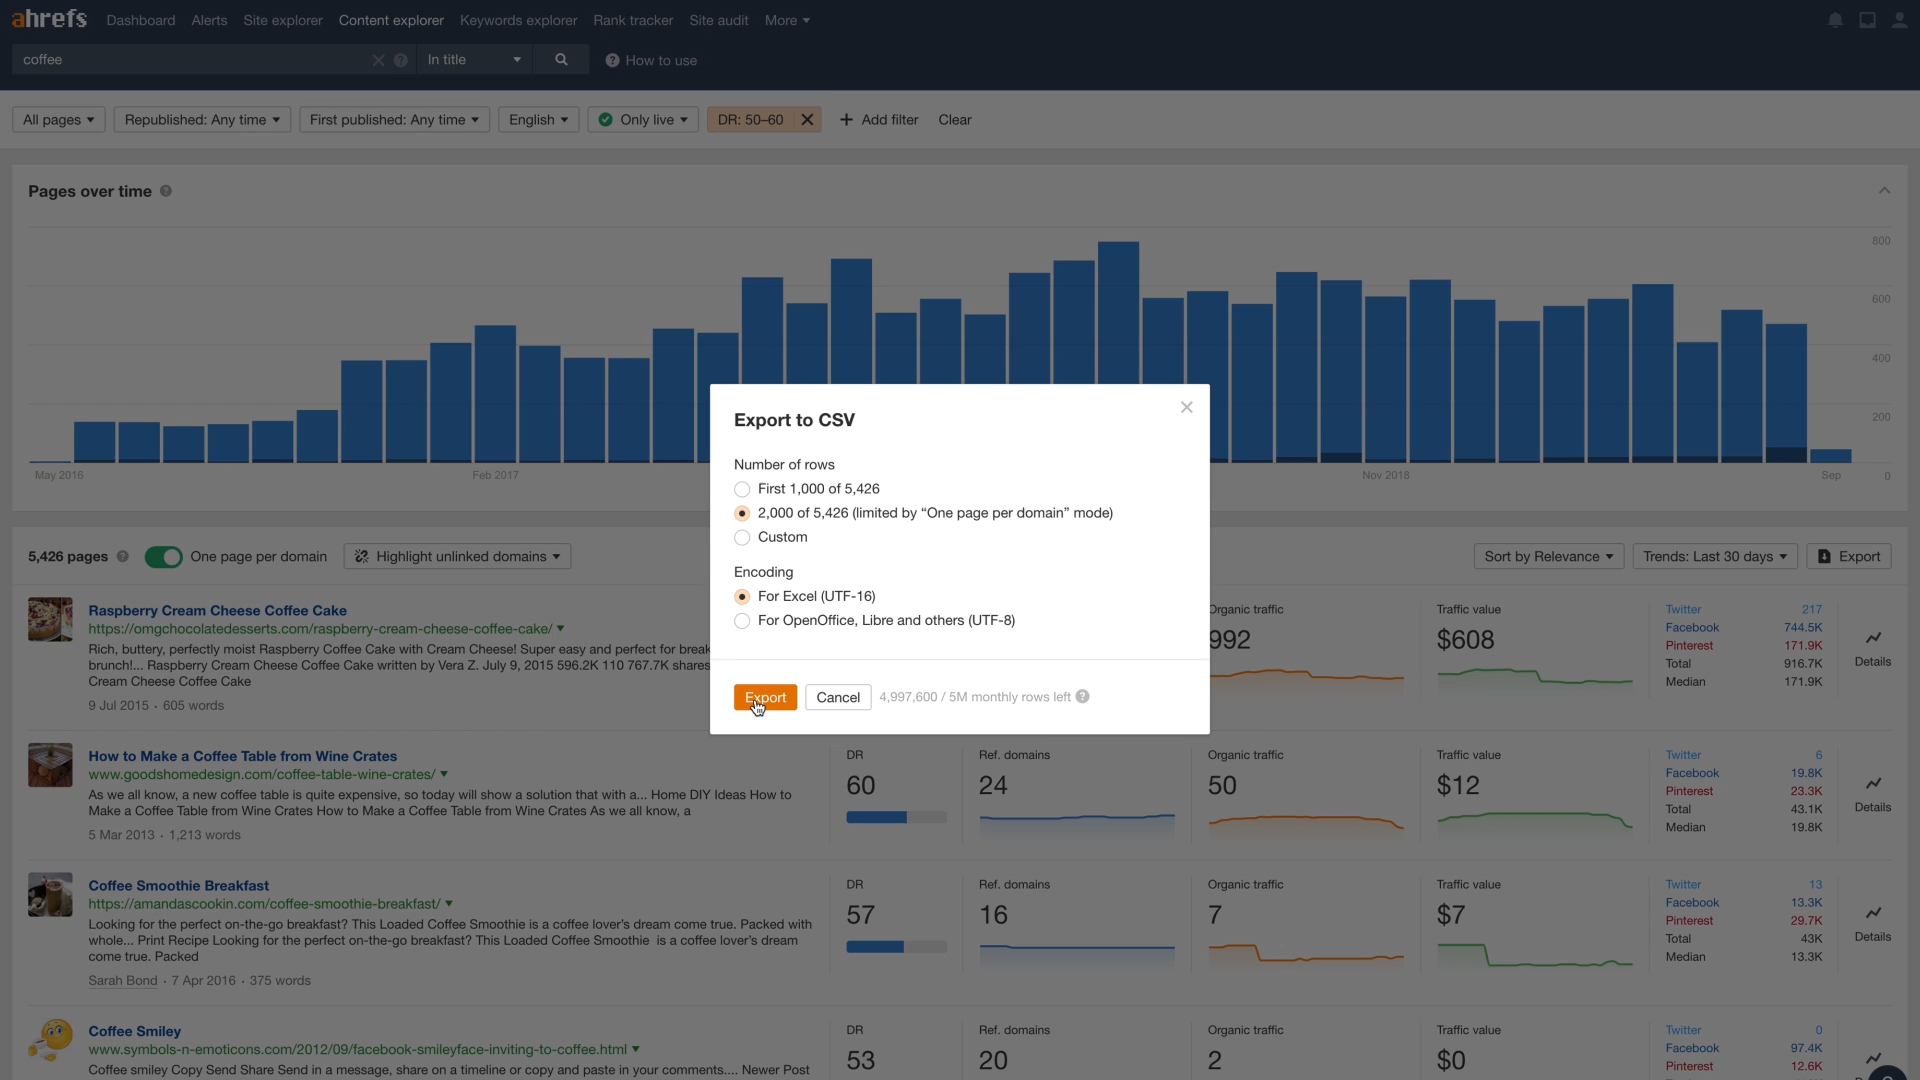 ahrefs Dashboard Alerts Site explorer Content explorer Keywords explorer Rank tracker Site audit More
coffee In title How to use
All pages Republished: Any time First published: Any time English Only live DR: 50–60 Add filter Clear
Pages over time
800
600
400
200
0
May 2016 Feb 2017 Nov 2018 Sep
Export to CSV
Number of rows
First 1,000 of 5,426
2,000 of 5,426 (limited by “One page per domain” mode)
Custom
Encoding
For Excel (UTF-16)
For OpenOffice, Libre and others (UTF-8)
Export Cancel 4,997,600 / 5M monthly rows left
5,426 pages One page per domain Highlight unlinked domains Sort by Relevance Trends: Last 30 days Export
Raspberry Cream Cheese Coffee Cake
https://omgchocolatedesserts.com/raspberry-cream-cheese-coffee-cake/
Rich, buttery, perfectly moist Raspberry Coffee Cake with Cream Cheese! Super easy and perfect for break
brunch!... Raspberry Cream Cheese Coffee Cake written by Vera Z. July 9, 2015 596.2K 110 767.7K shares
Cream Cheese Coffee Cake
9 Jul 2015 · 605 words
Organic traffic
992
Traffic value
$608
Twitter 217
Facebook 744.5K
Pinterest 171.9K
Total 916.7K
Median 171.9K
Details
How to Make a Coffee Table from Wine Crates
www.goodshomedesign.com/coffee-table-wine-crates/
As we all know, a new coffee table is quite expensive, so today will show a solution that with a... Home DIY Ideas How to
Make a Coffee Table from Wine Crates How to Make a Coffee Table from Wine Crates As we all know, a
5 Mar 2013 · 1,213 words
DR
60
Ref. domains
24
Organic traffic
50
Traffic value
$12
Twitter 6
Facebook 19.8K
Pinterest 23.3K
Total 43.1K
Median 19.8K
Details
Coffee Smoothie Breakfast
https://amandascookin.com/coffee-smoothie-breakfast/
Looking for the perfect on-the-go breakfast? This Loaded Coffee Smoothie is a coffee lover’s dream come true. Packed with
whole... Print Recipe Looking for the perfect on-the-go breakfast? This Loaded Coffee Smoothie is a coffee lover’s dream
come true. Packed
Sarah Bond · 7 Apr 2016 · 375 words
DR
57
Ref. domains
16
Organic traffic
7
Traffic value
$7
Twitter 13
Facebook 13.3K
Pinterest 29.7K
Total 43K
Median 13.3K
Details
Coffee Smiley
www.symbols-n-emoticons.com/2012/09/facebook-smileyface-inviting-to-coffee.html
Coffee smiley Copy Send Share Send in a message, share on a timeline or copy and paste in your comments.... Newer Post
DR
53
Ref. domains
20
Organic traffic
2
Traffic value
$0
Twitter 0
Facebook 97.4K
Pinterest 12.6K